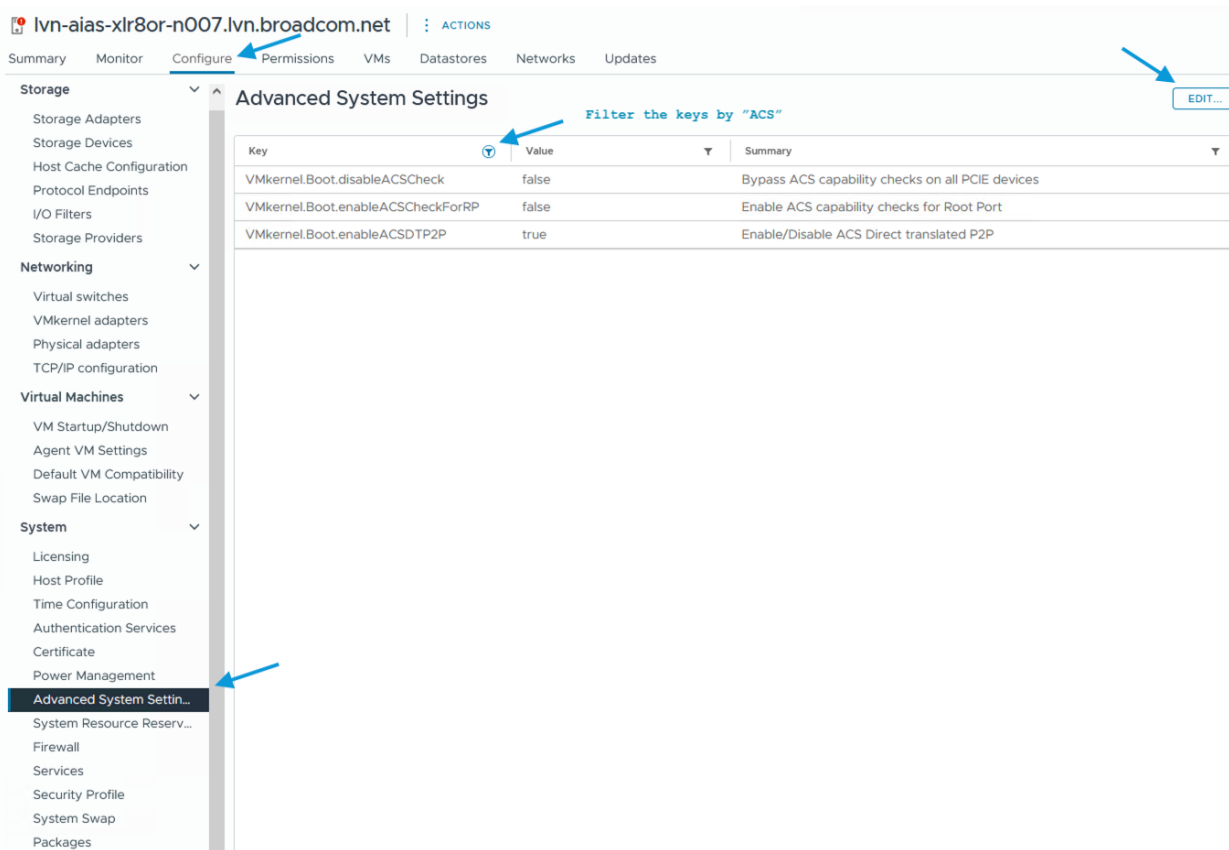 lvn-aias-xlr8or-n007.lvn.broadcom.net
ACTIONS
Summary Monitor Configure Permissions VMs Datastores Networks Updates
Storage
Storage Adapters
Storage Devices
Host Cache Configuration
Protocol Endpoints
I/O Filters
Storage Providers
Networking
Virtual switches
VMkernel adapters
Physical adapters
TCP/IP configuration
Virtual Machines
VM Startup/Shutdown
Agent VM Settings
Default VM Compatibility
Swap File Location
System
Licensing
Host Profile
Time Configuration
Authentication Services
Certificate
Power Management
Advanced System Settin...
System Resource Reserv...
Firewall
Services
Security Profile
System Swap
Packages
Advanced System Settings
EDIT...
Filter the keys by "ACS"
Key Value Summary
VMkernel.Boot.disableACSCheck false Bypass ACS capability checks on all PCIE devices
VMkernel.Boot.enableACSCheckForRP false Enable ACS capability checks for Root Port
VMkernel.Boot.enableACSDTP2P true Enable/Disable ACS Direct translated P2P